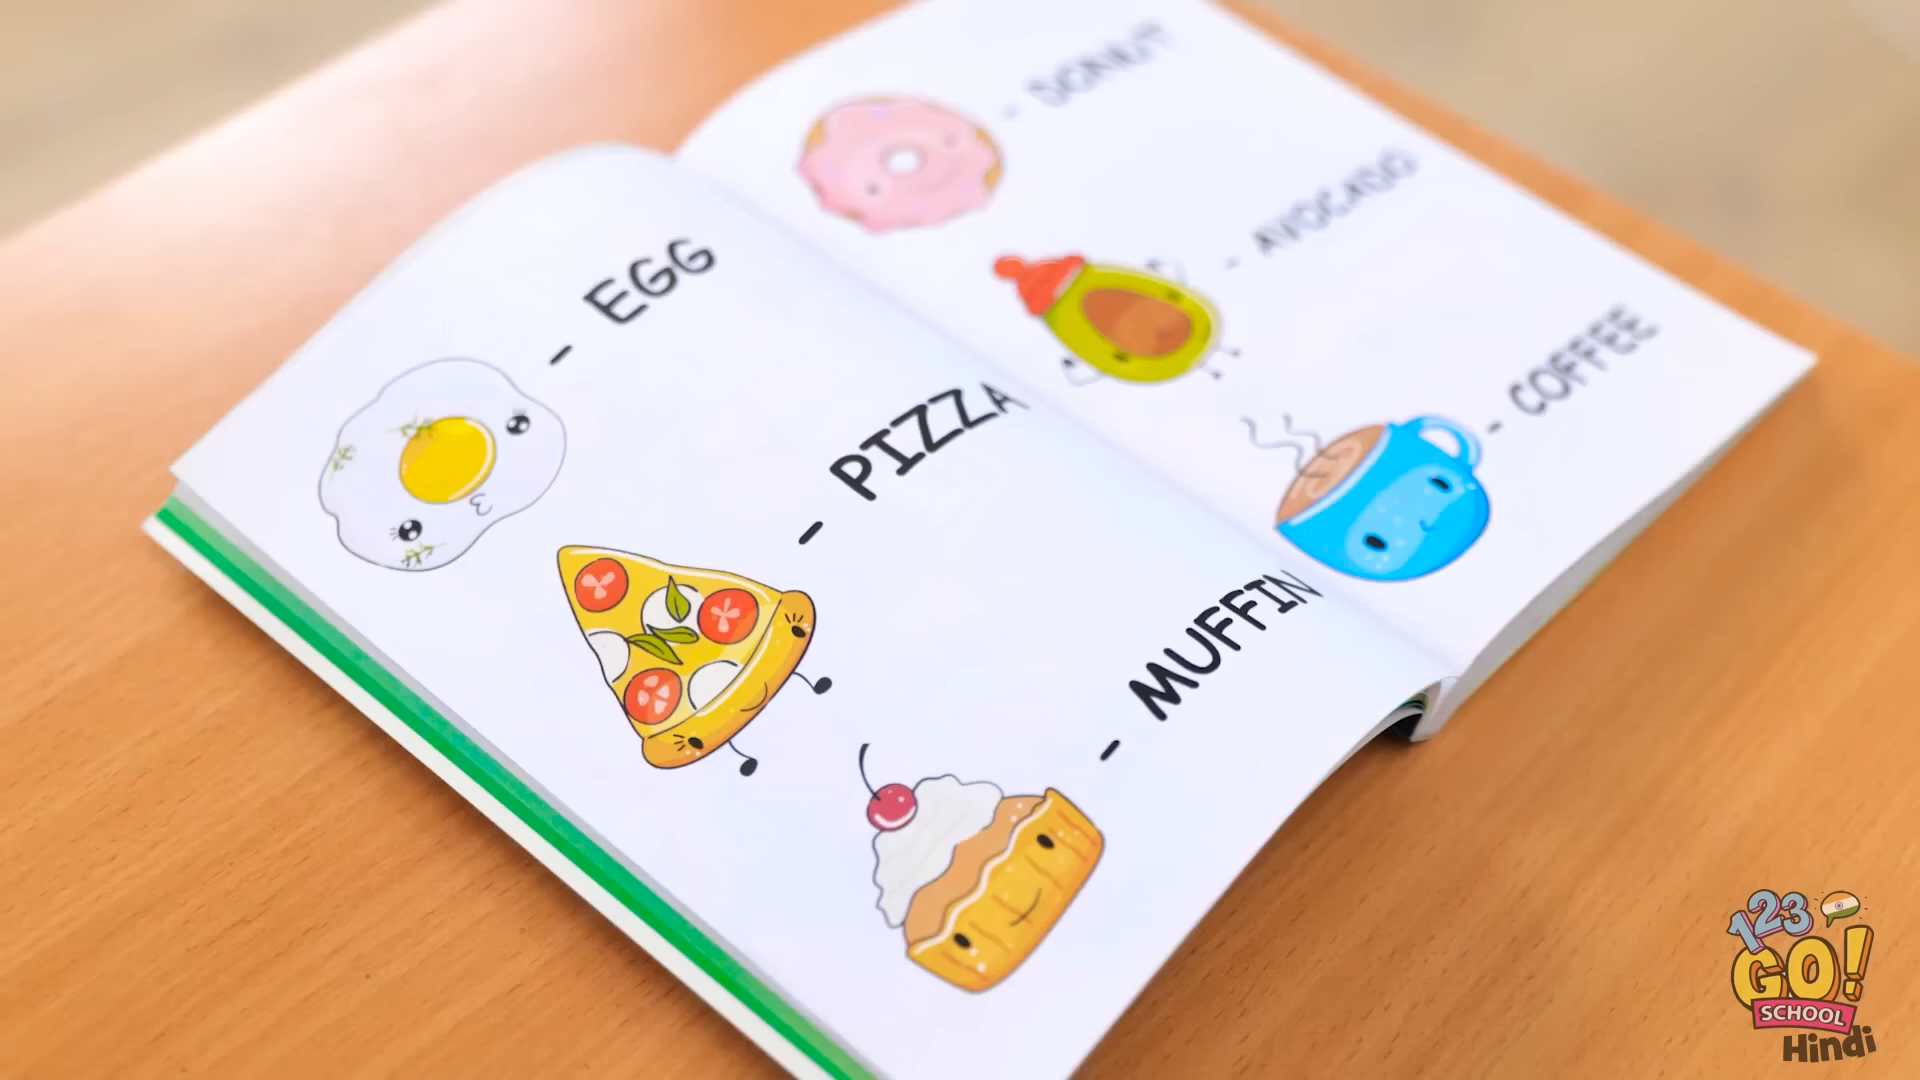 - EGG
- PIZZA
- MUFFIN
- DONUT
- AVOCADO
- COFFEE
123
GO!
SCHOOL
Hindi